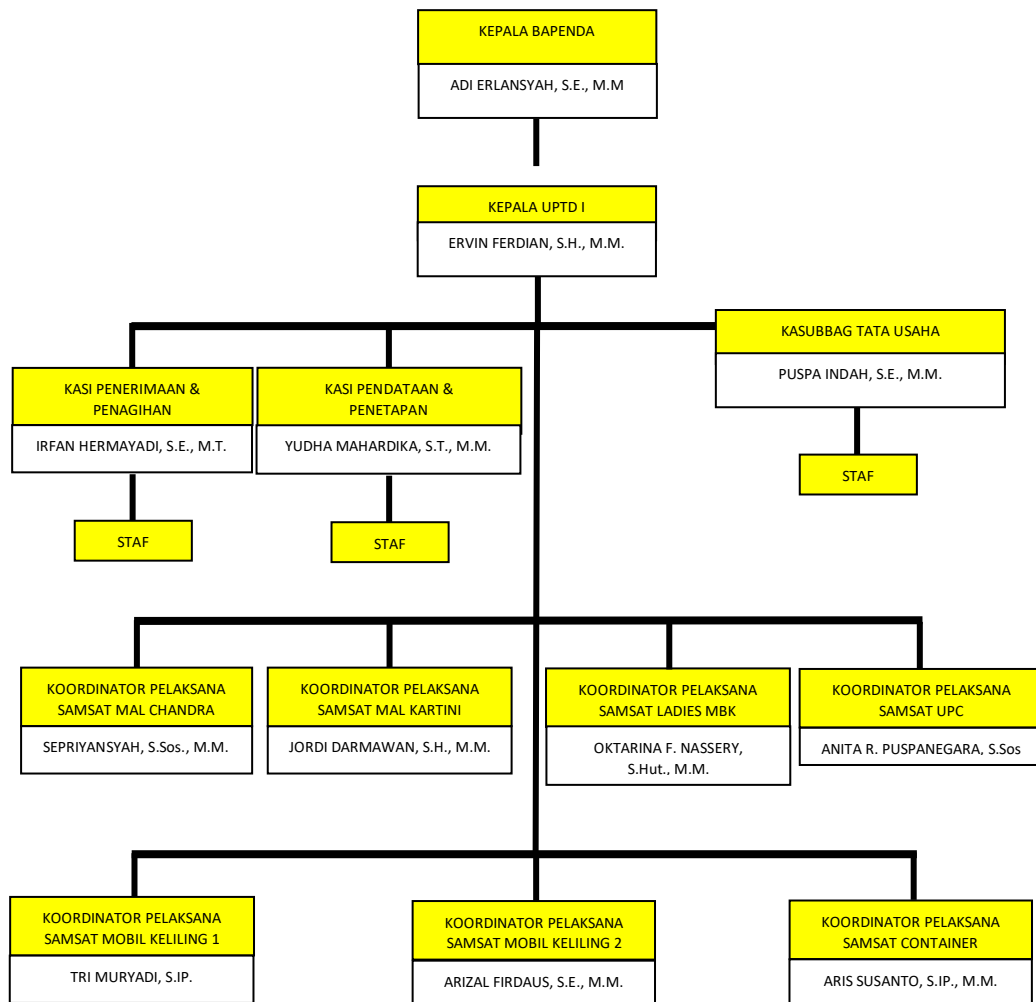 KEPALA BAPENDA
ADI ERLANSYAH, S.E., M.M
KEPALA UPTD I
ERVIN FERDIAN, S.H., M.M.
KASUBBAG TATA USAHA
PUSPA INDAH, S.E., M.M.
STAF
KASI PENERIMAAN &
PENAGIHAN
IRFAN HERMAYADI, S.E., M.T.
STAF
KASI PENDATAAN &
PENETAPAN
YUDHA MAHARDIKA, S.T., M.M.
STAF
KOORDINATOR PELAKSANA
SAMSAT MAL CHANDRA
SEPRIYANSYAH, S.Sos., M.M.
KOORDINATOR PELAKSANA
SAMSAT MAL KARTINI
JORDI DARMAWAN, S.H., M.M.
KOORDINATOR PELAKSANA
SAMSAT LADIES MBK
OKTARINA F. NASSERY,
S.Hut., M.M.
KOORDINATOR PELAKSANA
SAMSAT UPC
ANITA R. PUSPANEGARA, S.Sos
KOORDINATOR PELAKSANA
SAMSAT MOBIL KELILING 1
TRI MURYADI, S.IP.
KOORDINATOR PELAKSANA
SAMSAT MOBIL KELILING 2
ARIZAL FIRDAUS, S.E., M.M.
KOORDINATOR PELAKSANA
SAMSAT CONTAINER
ARIS SUSANTO, S.IP., M.M.